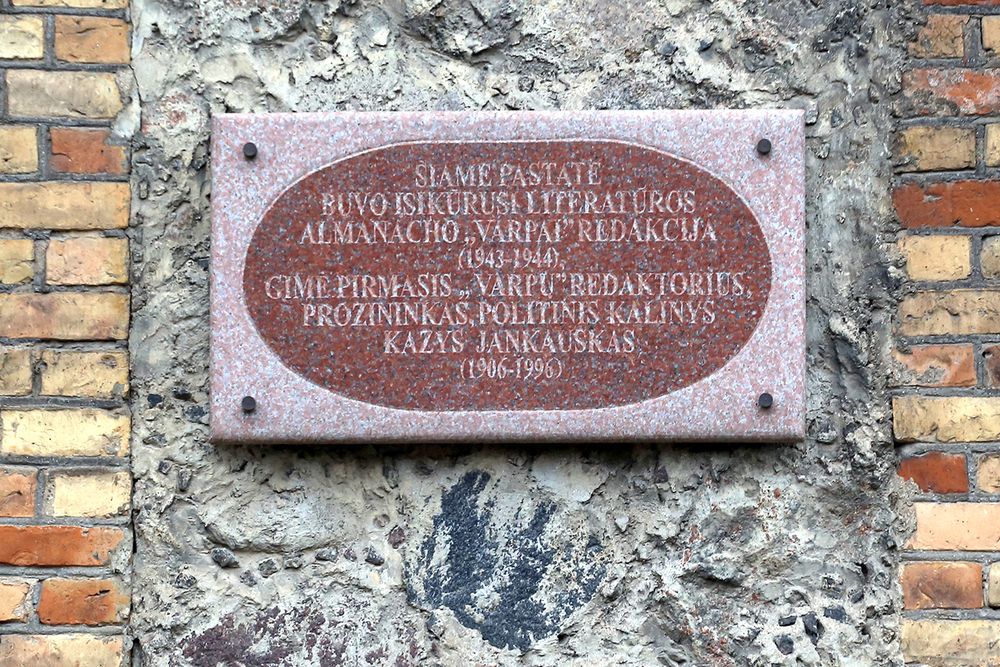 ŠIAME PASTATE
BUVO ĮSIKŪRUSI LITERATŪROS
ALMANACHO „VARPAI” REDAKCIJA
(1943-1944),
GIMĖ PIRMASIS „VARPŲ” REDAKTORIUS,
PROZININKAS, POLITINIS KALINYS
KAZYS JANKAUSKAS
(1906-1996)